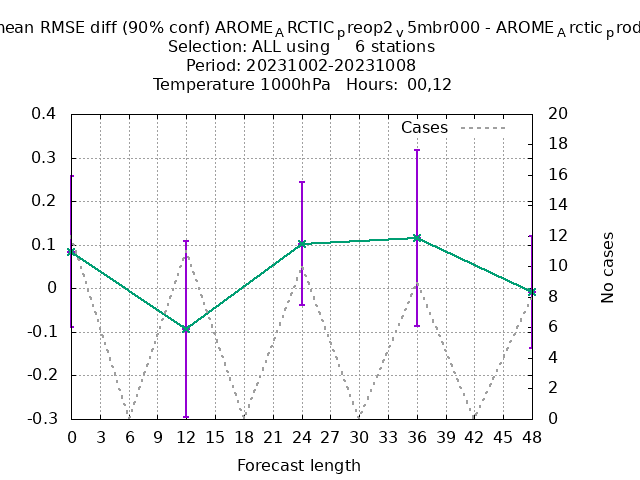 mean RMSE diff (90% conf) AROME_ARCTIC_preop2_v5mbr000 - AROME_Arctic_prod
Selection: ALL using 6 stations
Period: 20231002-20231008
Temperature 1000hPa Hours: 00,12
Cases
0.4
0.3
0.2
0.1
0
-0.1
-0.2
-0.3
20
18
16
14
12
10
8
6
4
2
0
No cases
0 3 6 9 12 15 18 21 24 27 30 33 36 39 42 45 48
Forecast length